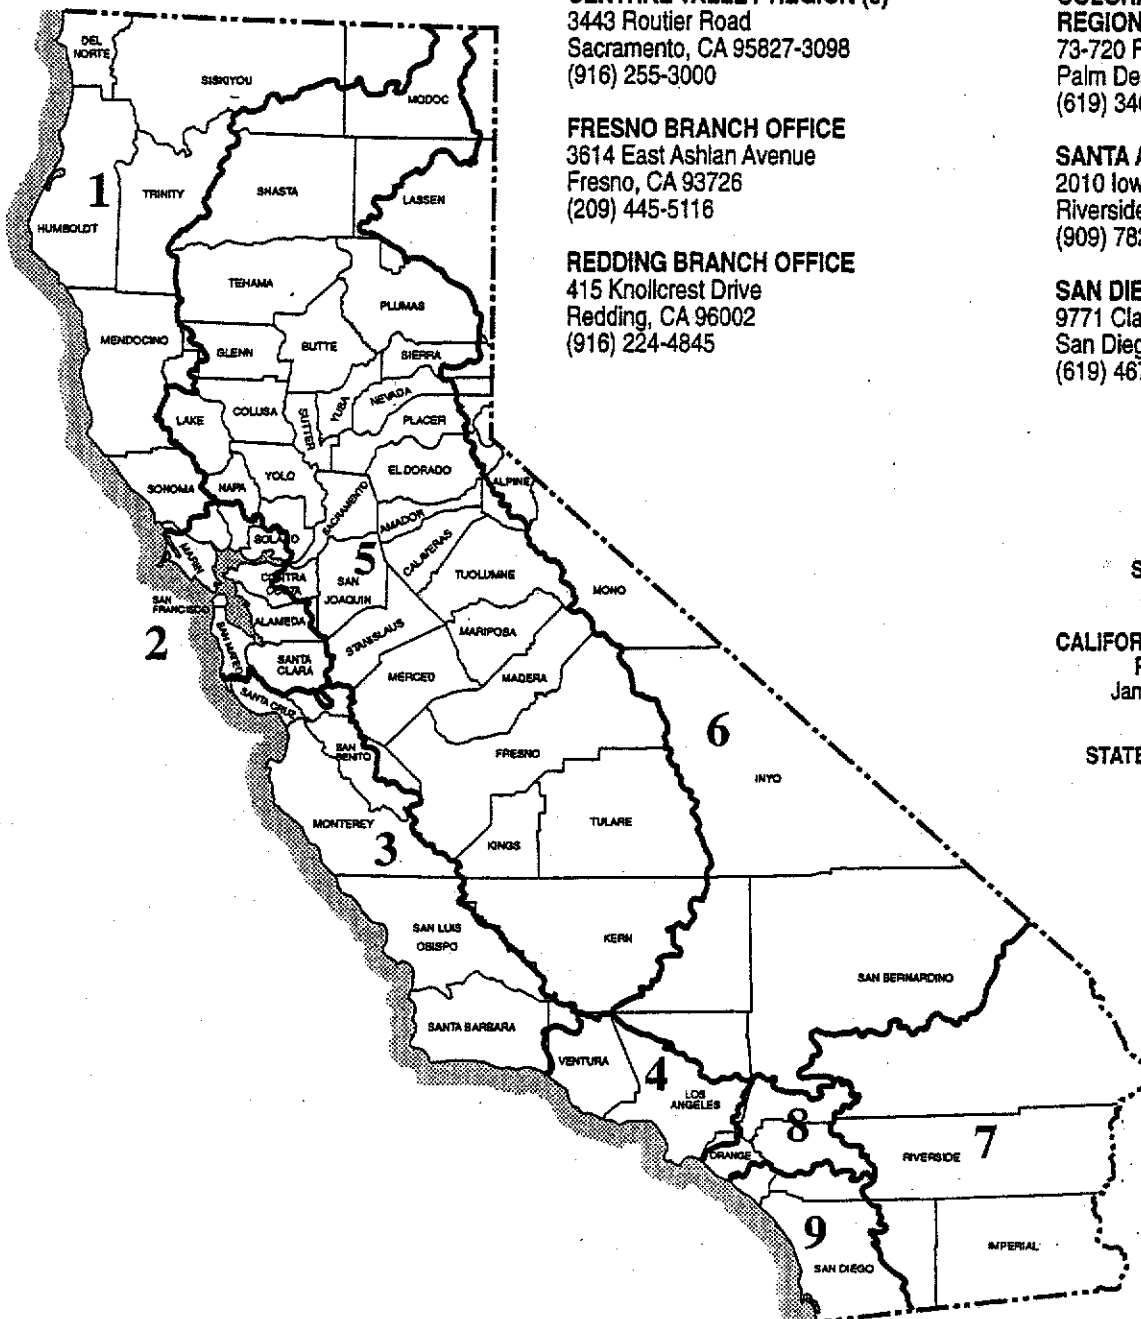 3443 Routier Road
Sacramento, CA 95827-3098
(916) 255-3000
FRESNO BRANCH OFFICE
3614 East Ashlan Avenue
Fresno, CA 93726
(209) 445-5116
REDDING BRANCH OFFICE
415 Knollcrest Drive
Redding, CA 96002
(916) 224-4845
REGION
73-720
Palm De
(619) 34
SANTA A
2010 Iow
Riverside
(909) 78
SAN DIE
9771 Cla
San Dieg
(619) 46
S
CALIFOR
Jan
STATE
DEL
NORTE
SISKIYOU
MODOC
1
TRINITY
SHASTA
LASSEN
HUMBOLDT
TEHAMA
PLUMAS
MENDOCINO
GLENN
BUTTE
SIERRA
LAKE
COLUSA
SUTTER
YUBA
NEVADA
PLACER
SONOMA
NAPA
YOLO
EL DORADO
SACRAMENTO
ALPINE
AMADOR
SOLANO
MARIN
5
CALAVERAS
CONTRA
COSTA
SAN
JOAQUIN
TUOLUMNE
MONO
SAN
FRANCISCO
ALAMEDA
STANISLAUS
MARIPOSA
2
SAN MATEO
SANTA
CLARA
MERCED
MADERA
SANTA CRUZ
6
SAN
BENITO
FRESNO
INYO
MONTEREY
3
KINGS
TULARE
SAN LUIS
OBISPO
KERN
SAN BERNARDINO
SANTA BARBARA
VENTURA
4
LOS
ANGELES
8
ORANGE
RIVERSIDE
7
9
SAN DIEGO
IMPERIAL